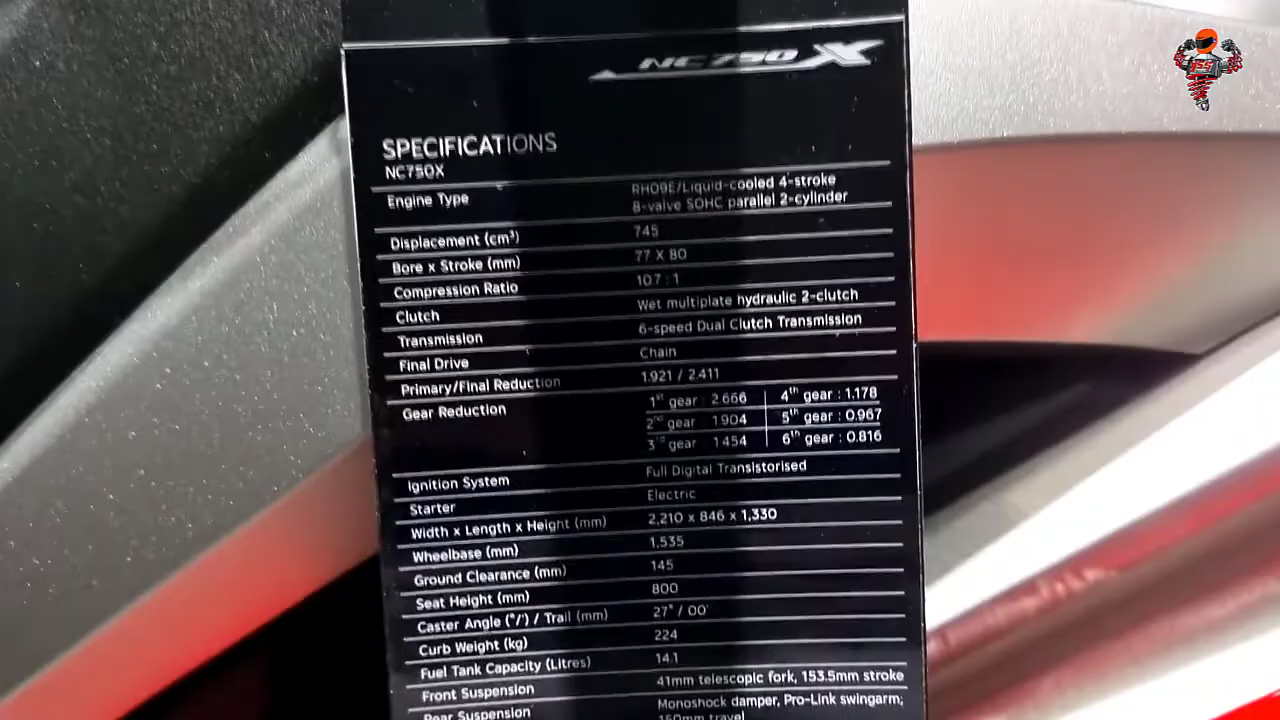 NC750 X
SPECIFICATIONS
NC750X
Engine Type RH09E/Liquid-cooled 4-stroke
8-valve SOHC parallel 2-cylinder
Displacement (cm³) 745
Bore x Stroke (mm) 77 X 80
Compression Ratio 10.7 : 1
Clutch Wet multiplate hydraulic 2-clutch
Transmission 6-speed Dual Clutch Transmission
Final Drive Chain
Primary/Final Reduction 1.921 / 2.411
Gear Reduction 1st gear : 2.666 4th gear : 1.178
2nd gear 1.904 5th gear : 0.967
3rd gear 1.454 6th gear : 0.816
Ignition System Full Digital Transistorised
Starter Electric
Width x Length x Height (mm) 2,210 x 846 x 1,330
Wheelbase (mm) 1,535
Ground Clearance (mm) 145
Seat Height (mm) 800
Caster Angle (°/') / Trail (mm) 27° / 00'
Curb Weight (kg) 224
Fuel Tank Capacity (Litres) 14.1
Front Suspension 41mm telescopic fork, 153.5mm stroke
Rear Suspension Monoshock damper, Pro-Link swingarm;
150mm travel